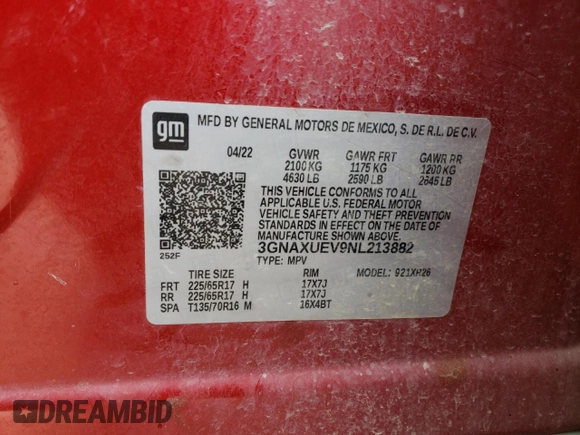 gm
MFD BY GENERAL MOTORS DE MEXICO, S. DE R.L. DE C.V.
04/22 GVWR GAWR FRT GAWR RR
2100 KG 1175 KG 1200 KG
4630 LB 2590 LB 2645 LB
THIS VEHICLE CONFORMS TO ALL
APPLICABLE U.S. FEDERAL MOTOR
VEHICLE SAFETY AND THEFT PREVENTION
STANDARDS IN EFFECT ON THE DATE OF
MANUFACTURE SHOWN ABOVE.
252F
3GNAXUEV9NL213882
TYPE: MPV MODEL: 921XH26
TIRE SIZE RIM
FRT 225/65R17 H 17X7J
RR 225/65R17 H 17X7J
SPA T135/70R16 M 16X4BT
DREAMBID